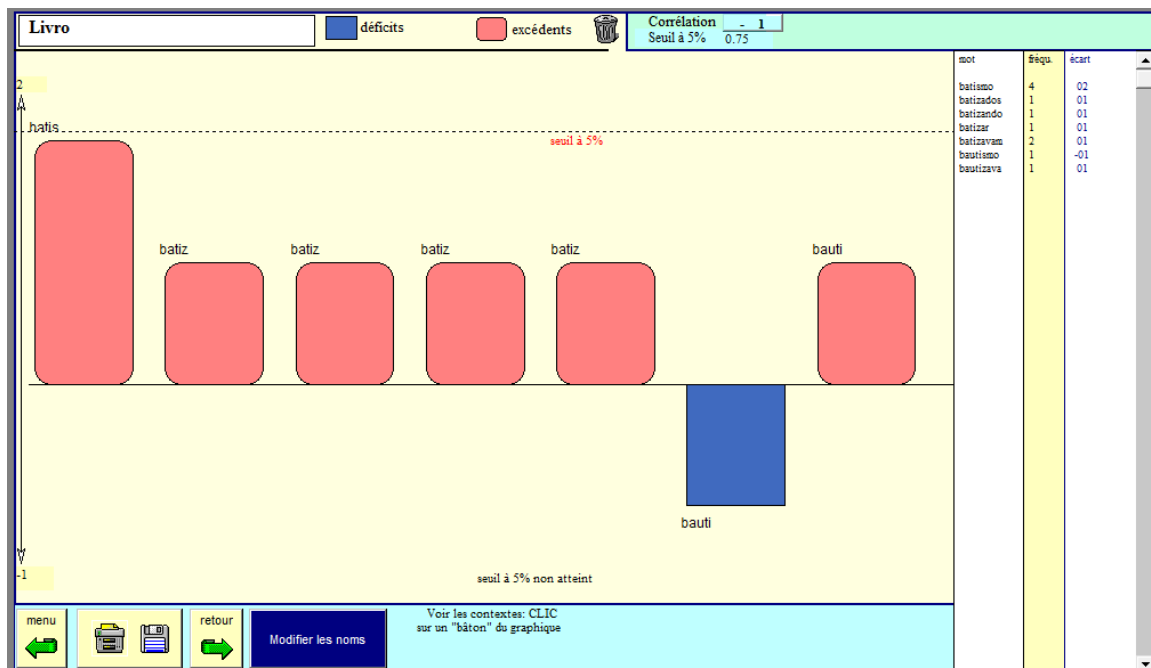 Livro
déficits
excédents
Corrélation - 1
Seuil à 5% 0.75
mot fréqu. écart
batismo 4 02
batizados 1 01
batizando 1 01
batizar 1 01
batizavam 2 01
bautismo 1 -01
bautizava 1 01
2
batis
seuil à 5%
batiz batiz batiz batiz bauti
bauti
-1
seuil à 5% non atteint
menu
retour
Modifier les noms
Voir les contextes: CLIC
sur un "bâton" du graphique